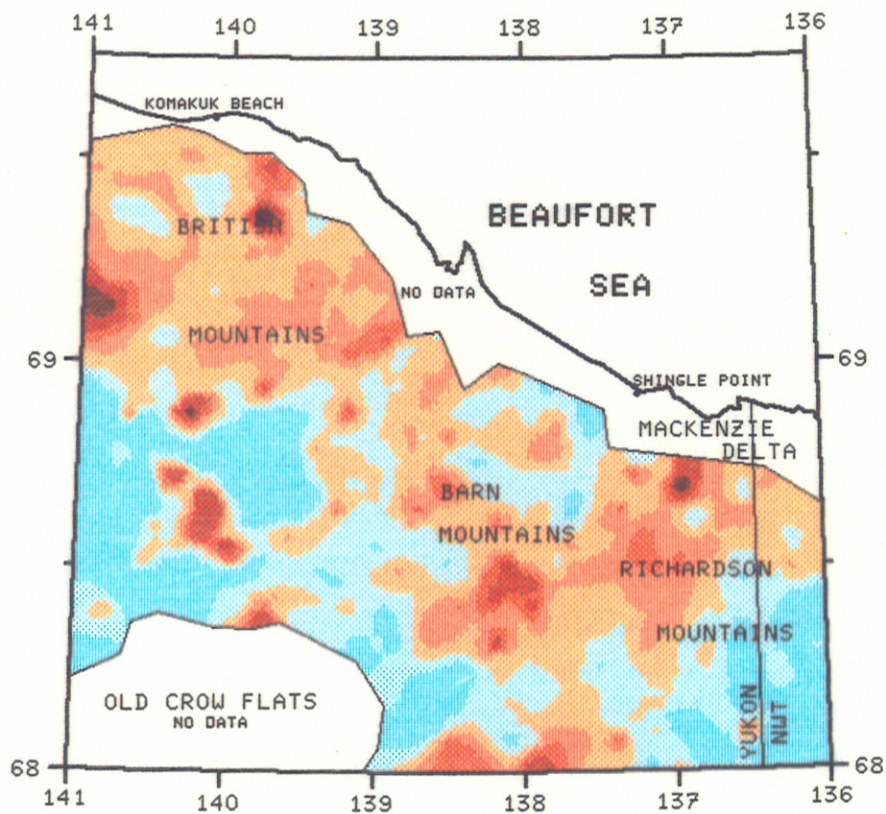 141 140 139 138 137 136
KOMAKUK BEACH
BEAUFORT
BRITISH
SEA
NO DATA
MOUNTAINS
69 69
SHINGLE POINT
MACKENZIE
DELTA
BARN
MOUNTAINS
RICHARDSON
MOUNTAINS
OLD CROW FLATS
NO DATA
YUKON
NWT
68 68
141 140 139 138 137 136